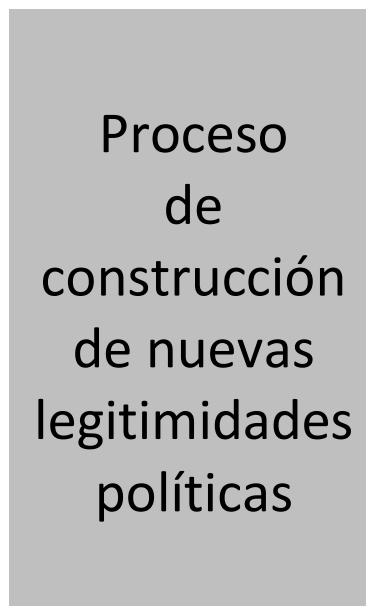 Proceso
de
construcción
de nuevas
legitimidades
políticas